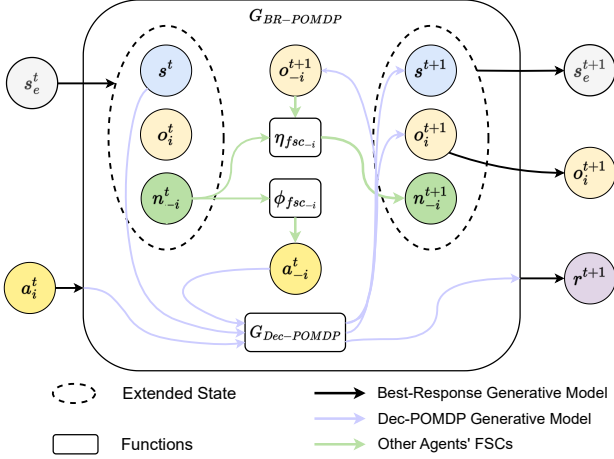 G_{BR-POMDP}
s_e^t
s^t
o_{-i}^{t+1}
s^{t+1}
s_e^{t+1}
o_i^t
η_{fsc_{-i}}
o_i^{t+1}
o_i^{t+1}
n_{-i}^t
ϕ_{fsc_{-i}}
n_{-i}^{t+1}
a_i^t
a_{-i}^t
r^{t+1}
G_{Dec-POMDP}
Extended State
Best-Response Generative Model
Dec-POMDP Generative Model
Functions
Other Agents' FSCs